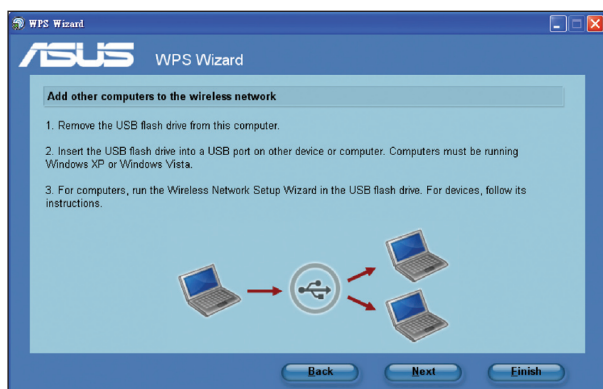 WPS Wizard
ASUS WPS Wizard
Add other computers to the wireless network
1. Remove the USB flash drive from this computer.
2. Insert the USB flash drive into a USB port on other device or computer. Computers must be running
Windows XP or Windows Vista.
3. For computers, run the Wireless Network Setup Wizard in the USB flash drive. For devices, follow its
instructions.
Back Next Finish